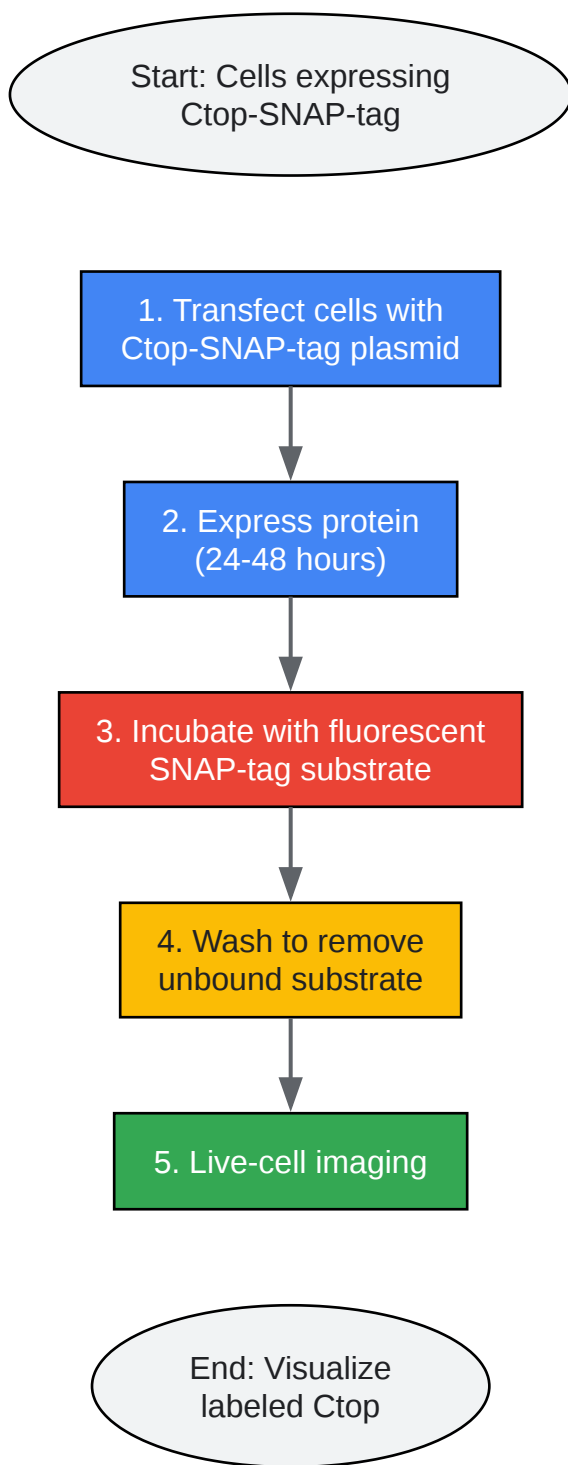 Start: Cells expressing
Ctop-SNAP-tag
1. Transfect cells with
Ctop-SNAP-tag plasmid
2. Express protein
(24-48 hours)
3. Incubate with fluorescent
SNAP-tag substrate
4. Wash to remove
unbound substrate
5. Live-cell imaging
End: Visualize
labeled Ctop